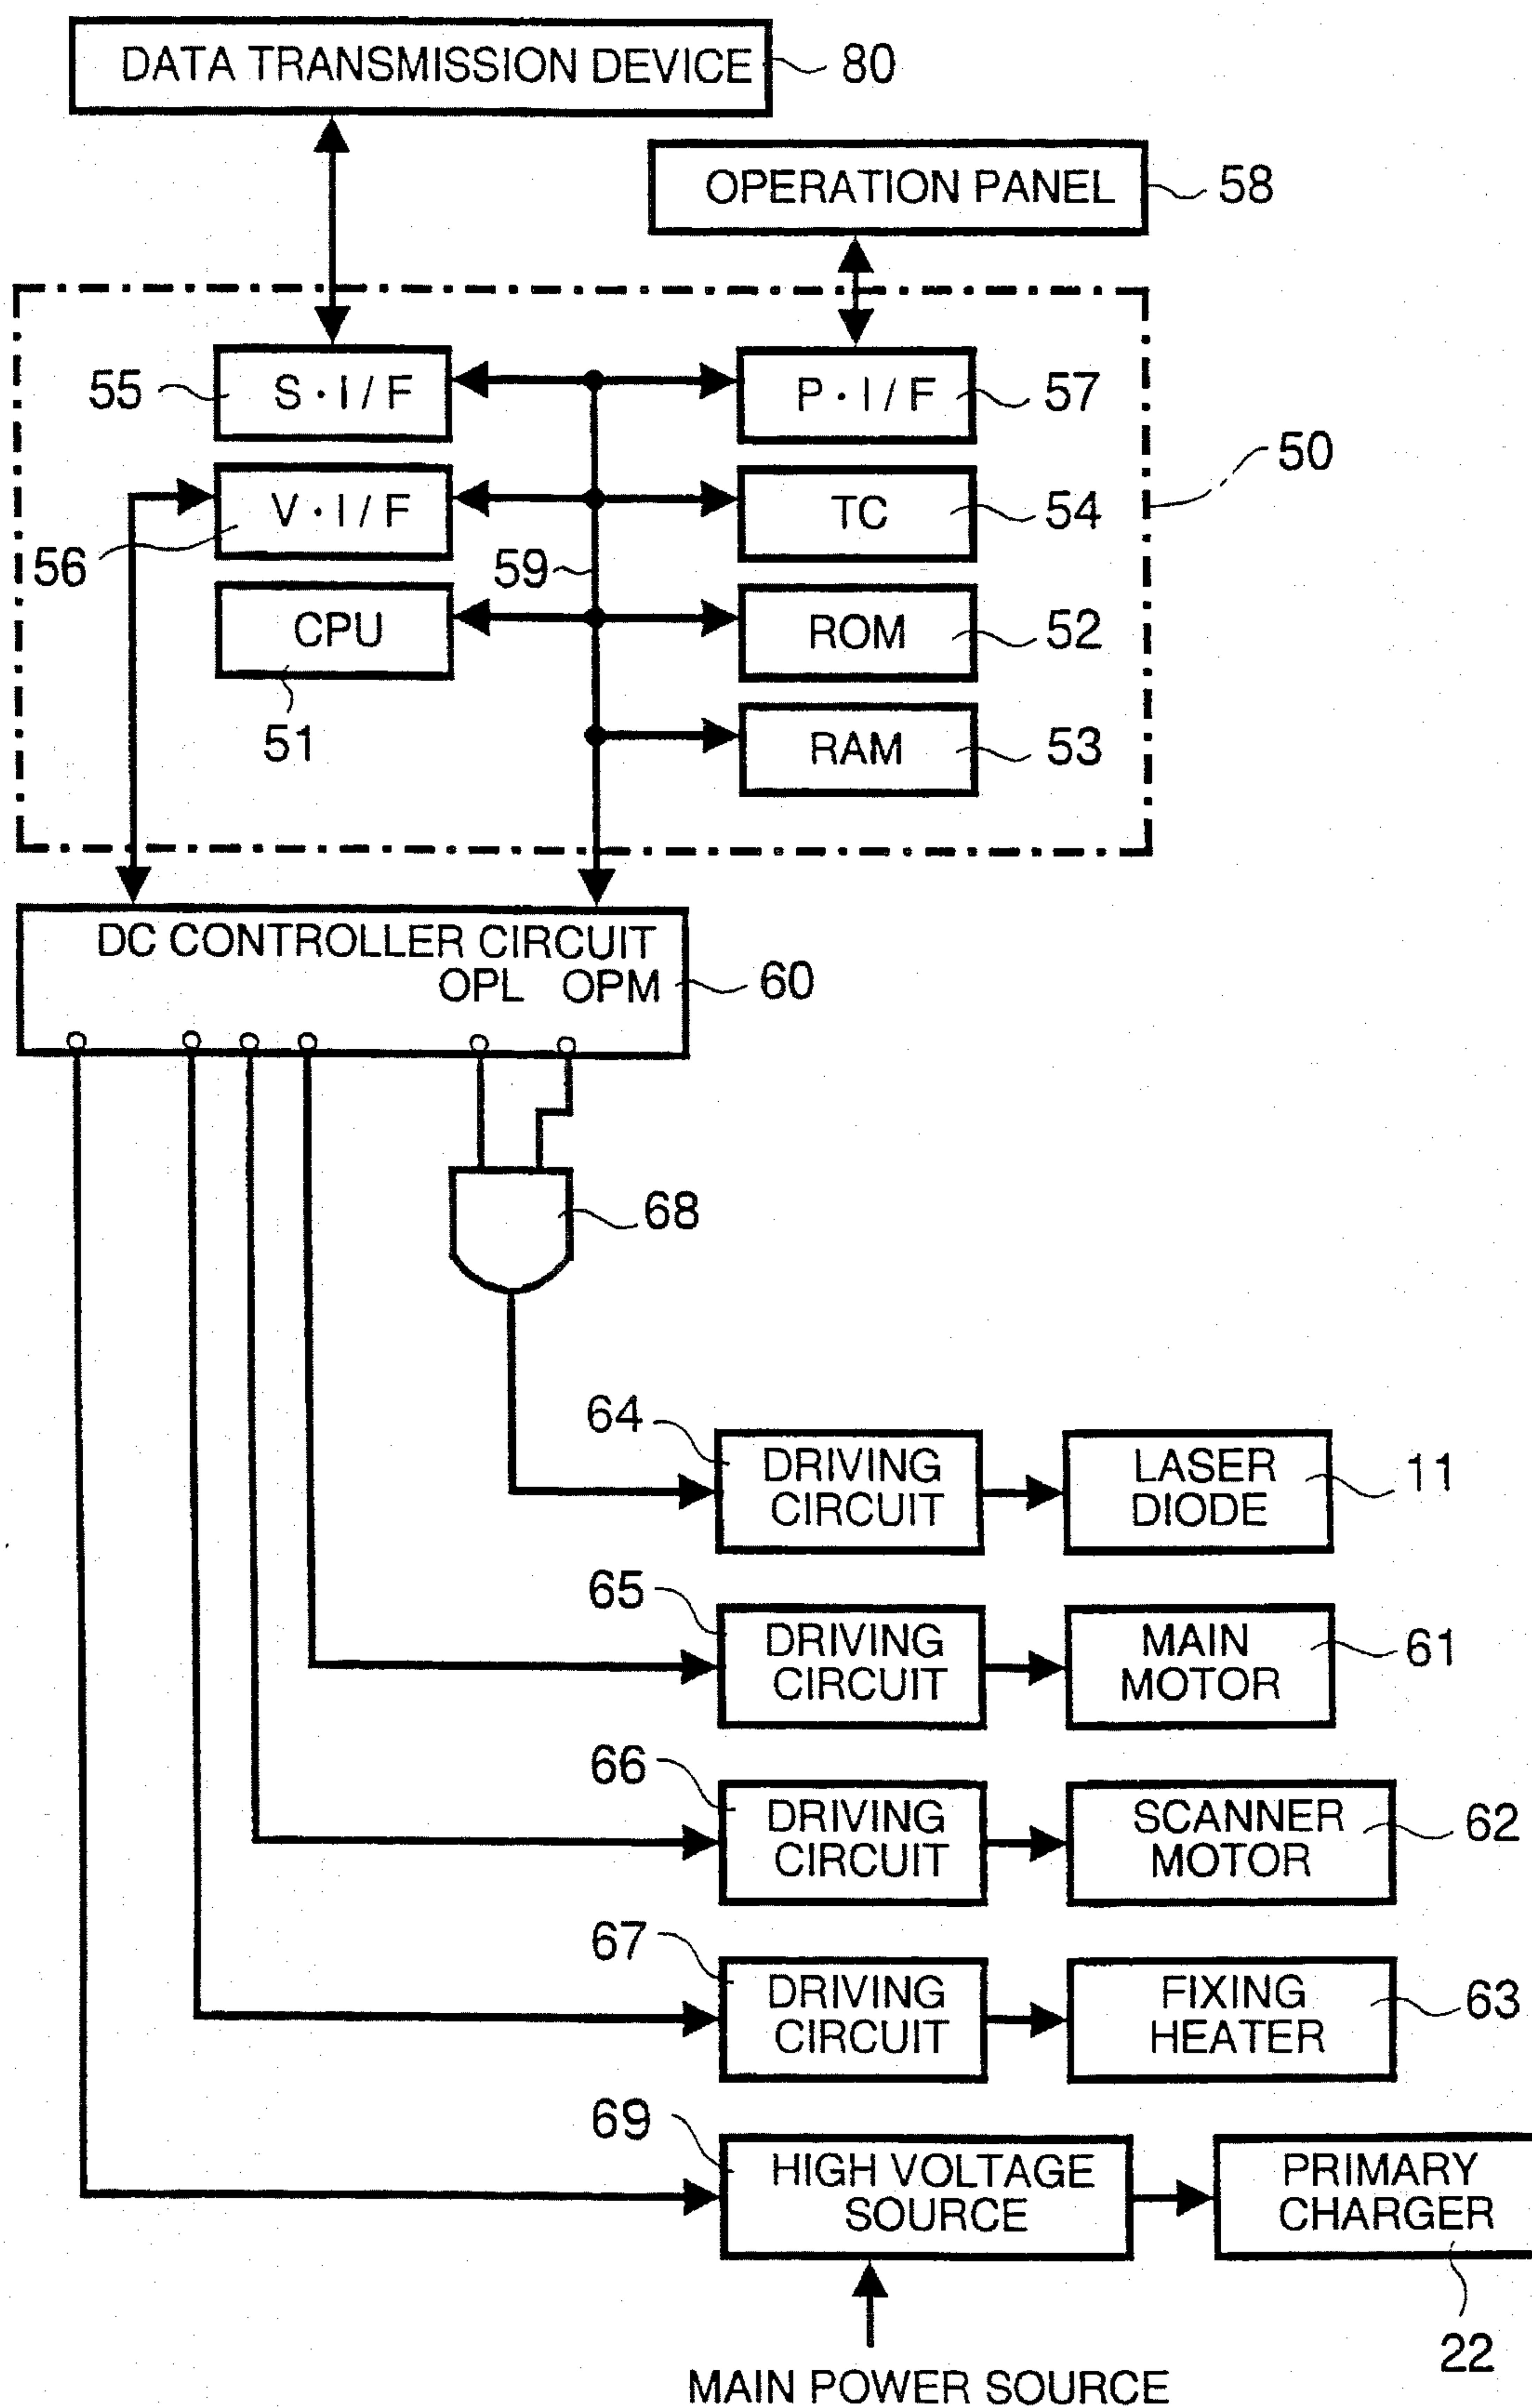 DATA TRANSMISSION DEVICE
80
OPERATION PANEL
58
55
S·I/F
P·I/F
57
50
V·I/F
TC
54
56
59
CPU
ROM
52
51
RAM
53
DC CONTROLLER CIRCUIT
OPL OPM
60
68
64
DRIVING
CIRCUIT
LASER
DIODE
11
65
DRIVING
CIRCUIT
MAIN
MOTOR
61
66
DRIVING
CIRCUIT
SCANNER
MOTOR
62
67
DRIVING
CIRCUIT
FIXING
HEATER
63
69
HIGH VOLTAGE
SOURCE
PRIMARY
CHARGER
22
MAIN POWER SOURCE